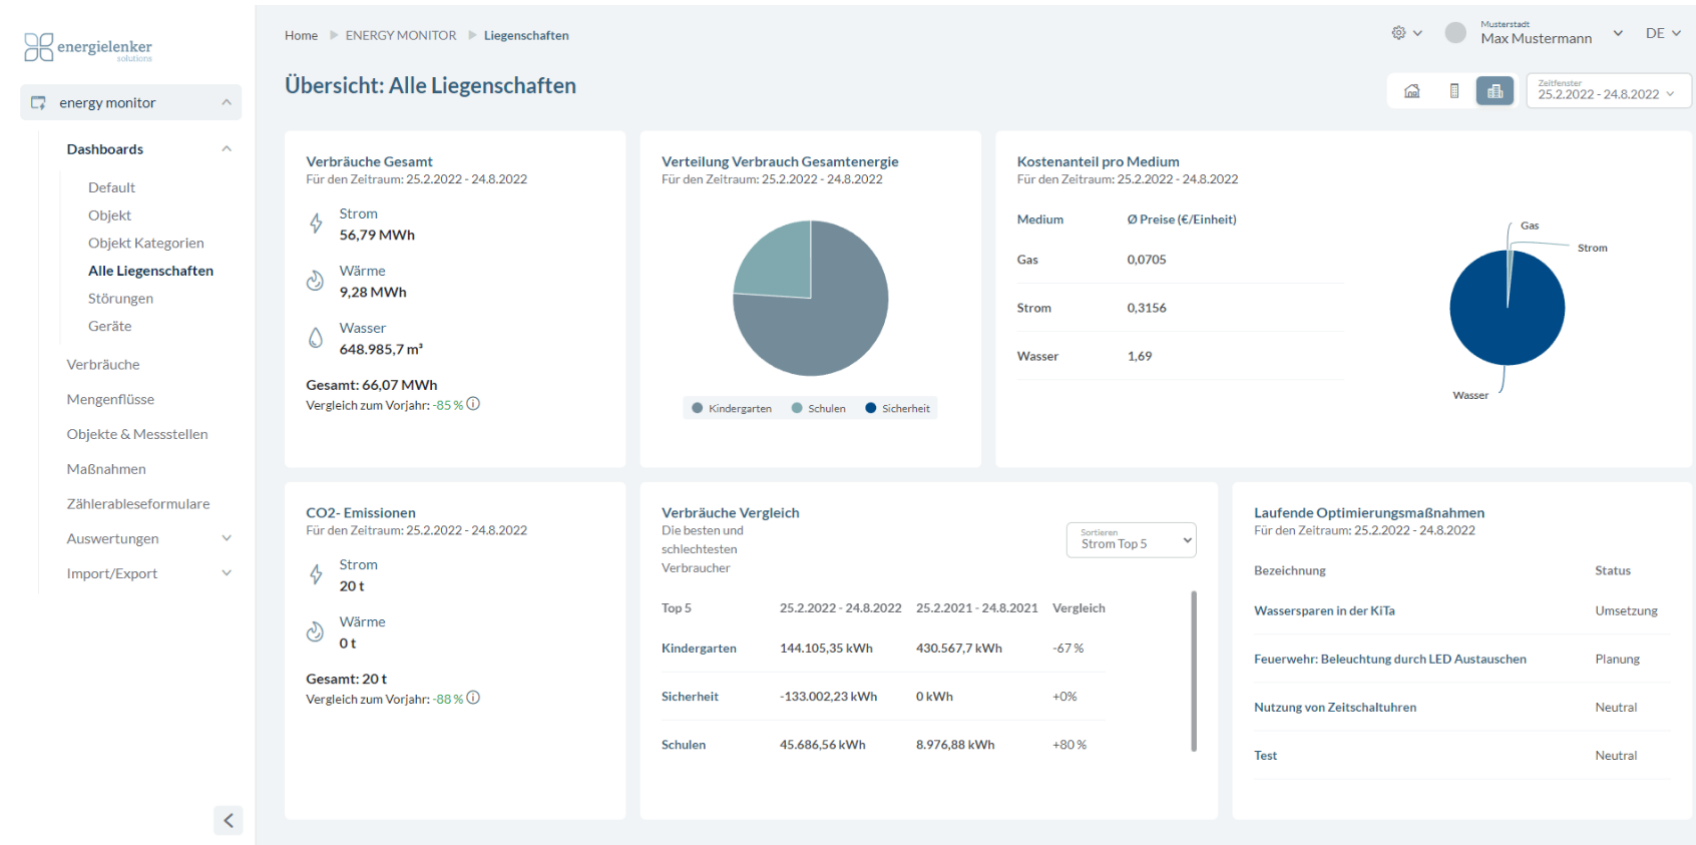 energielenker
solutions
energy monitor
Dashboards
Default
Objekt
Objekt Kategorien
Alle Liegenschaften
Störungen
Geräte
Verbräuche
Mengenflüsse
Objekte & Messstellen
Maßnahmen
Zählerableseformulare
Auswertungen
Import/Export
Home ENERGY MONITOR Liegenschaften
Musterstadt
Max Mustermann
DE
Übersicht: Alle Liegenschaften
Zeitfenster
25.2.2022 - 24.8.2022
Verbräuche Gesamt
Für den Zeitraum: 25.2.2022 - 24.8.2022
Strom
56,79 MWh
Wärme
9,28 MWh
Wasser
648.985,7 m³
Gesamt: 66,07 MWh
Vergleich zum Vorjahr: -85 %
Verteilung Verbrauch Gesamtenergie
Für den Zeitraum: 25.2.2022 - 24.8.2022
Kindergarten Schulen Sicherheit
Kostenanteil pro Medium
Für den Zeitraum: 25.2.2022 - 24.8.2022
Medium Ø Preise (€/Einheit)
Gas 0,0705
Strom 0,3156
Wasser 1,69
Gas
Strom
Wasser
CO2- Emissionen
Für den Zeitraum: 25.2.2022 - 24.8.2022
Strom
20 t
Wärme
0 t
Gesamt: 20 t
Vergleich zum Vorjahr: -88 %
Verbräuche Vergleich
Die besten und
schlechtesten
Verbraucher
Sortieren
Strom Top 5
Top 5 25.2.2022 - 24.8.2022 25.2.2021 - 24.8.2021 Vergleich
Kindergarten 144.105,35 kWh 430.567,7 kWh -67 %
Sicherheit -133.002,23 kWh 0 kWh +0%
Schulen 45.686,56 kWh 8.976,88 kWh +80 %
Laufende Optimierungsmaßnahmen
Für den Zeitraum: 25.2.2022 - 24.8.2022
Bezeichnung Status
Wassersparen in der KiTa Umsetzung
Feuerwehr: Beleuchtung durch LED Austauschen Planung
Nutzung von Zeitschaltuhren Neutral
Test Neutral